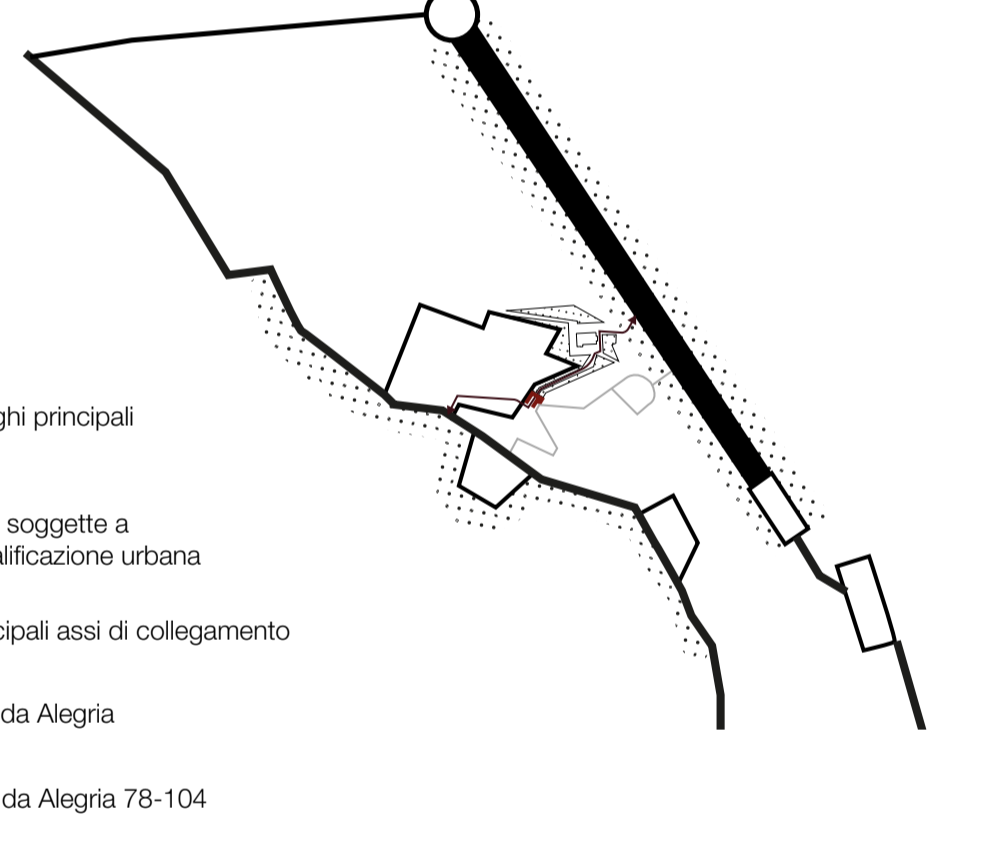 ghi principali
soggette a
alificazione urbana
cipali assi di collegamento
da Alegria
da Alegria 78-104